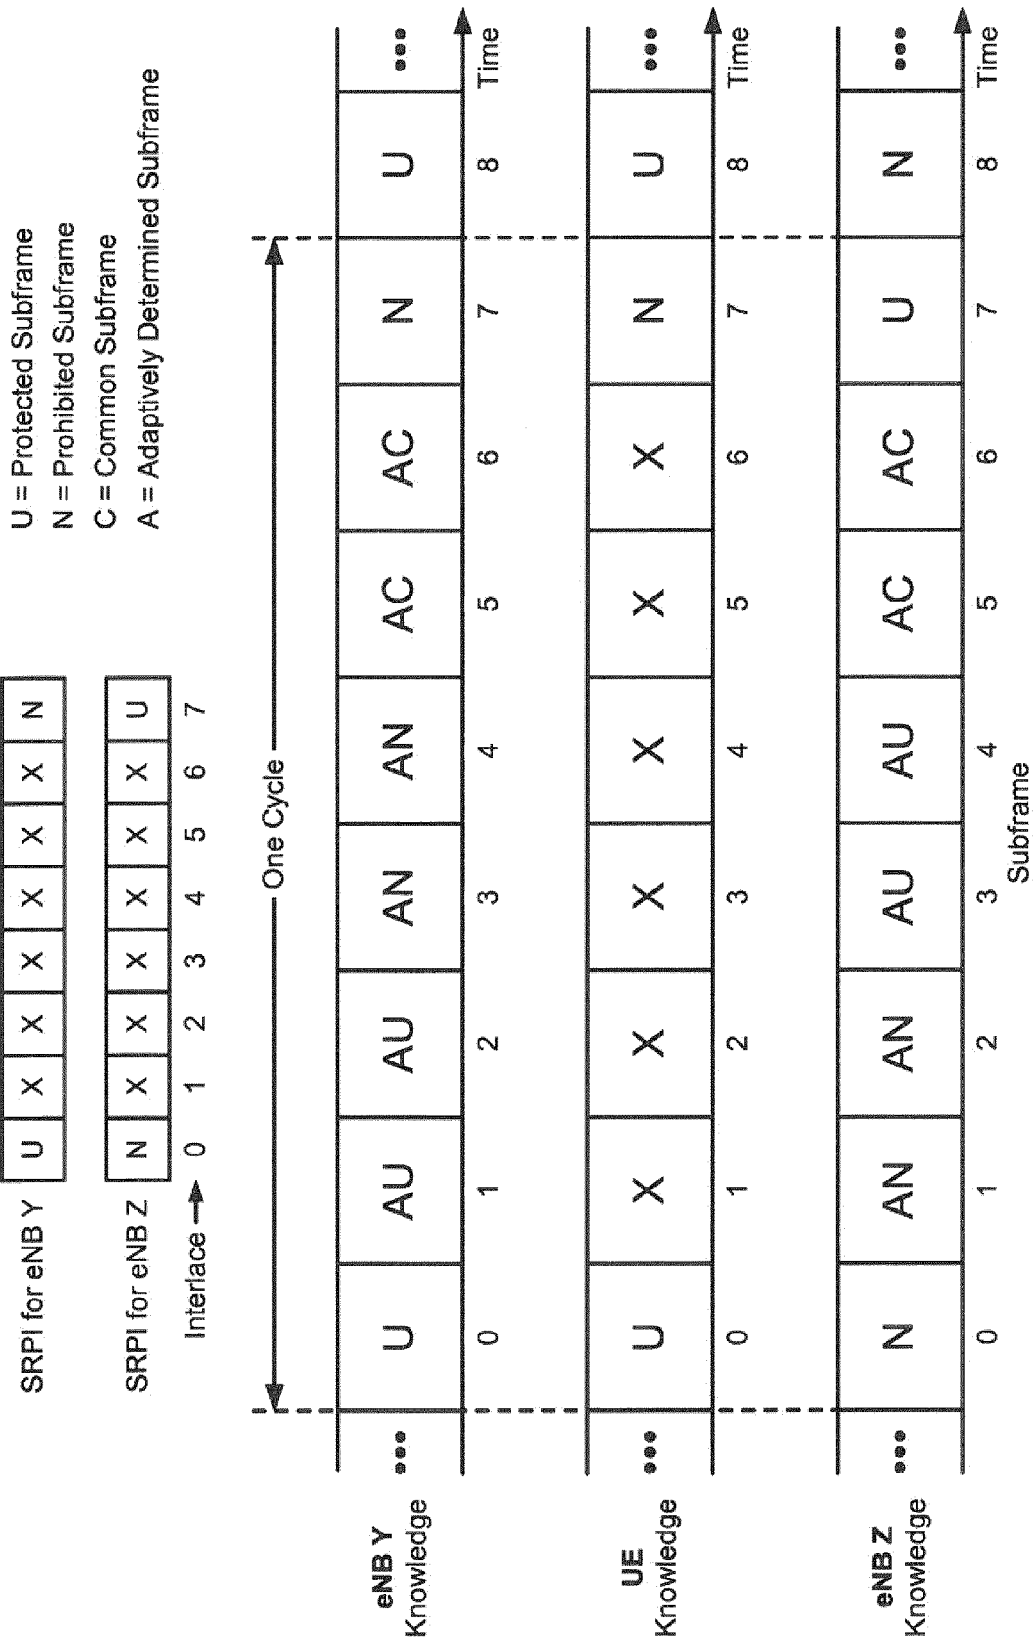 SRPI for eNB Y U X X X X X X N
SRPI for eNB Z N X X X X X X U
Interlace 0 1 2 3 4 5 6 7
U = Protected Subframe
N = Prohibited Subframe
C = Common Subframe
A = Adaptively Determined Subframe
One Cycle
eNB Y
Knowledge
••• U AU AU AN AN AC AC N U •••
0 1 2 3 4 5 6 7 8 Time
UE
Knowledge
••• U X X X X X X N U •••
0 1 2 3 4 5 6 7 8 Time
eNB Z
Knowledge
••• N AN AN AU AU AC AC U N •••
0 1 2 3 4 5 6 7 8 Time
Subframe